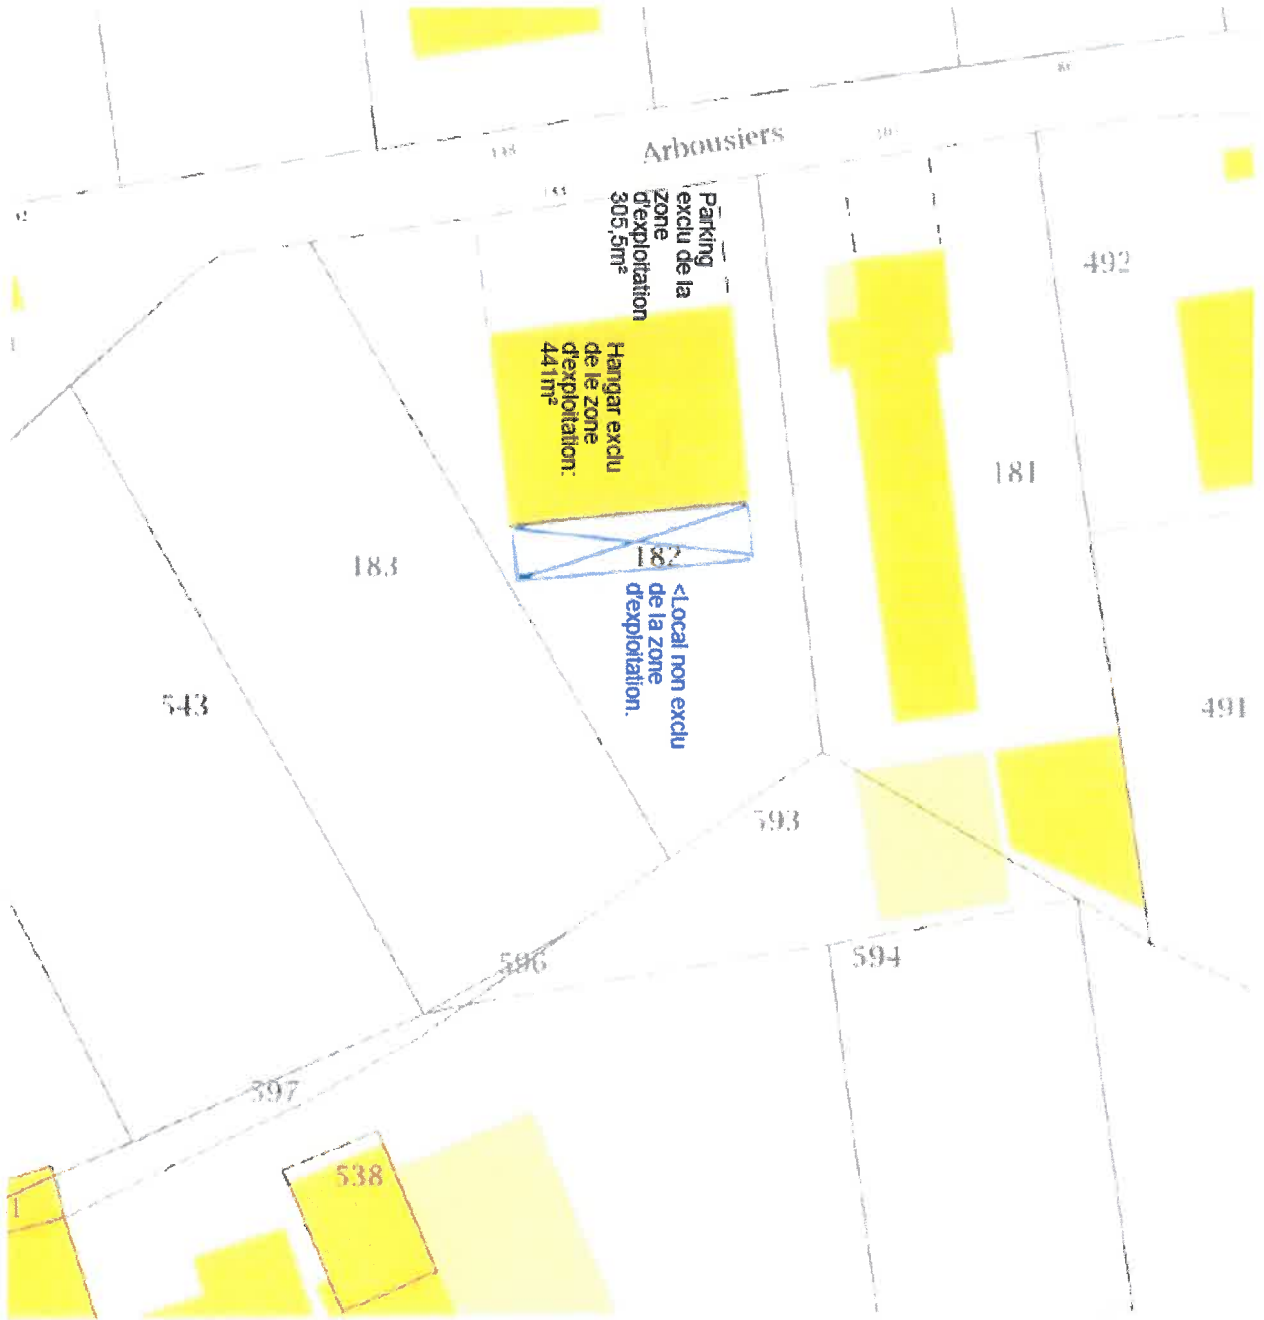 Arbousiers
Parking
exclu de la
zone
d'exploitation
305,5m²
Hangar exclu
de le zone
d'exploitation:
441m²
182
<Local non exclu
de la zone
d'exploitation.
492
181
183
543
491
593
596
594
597
538
1